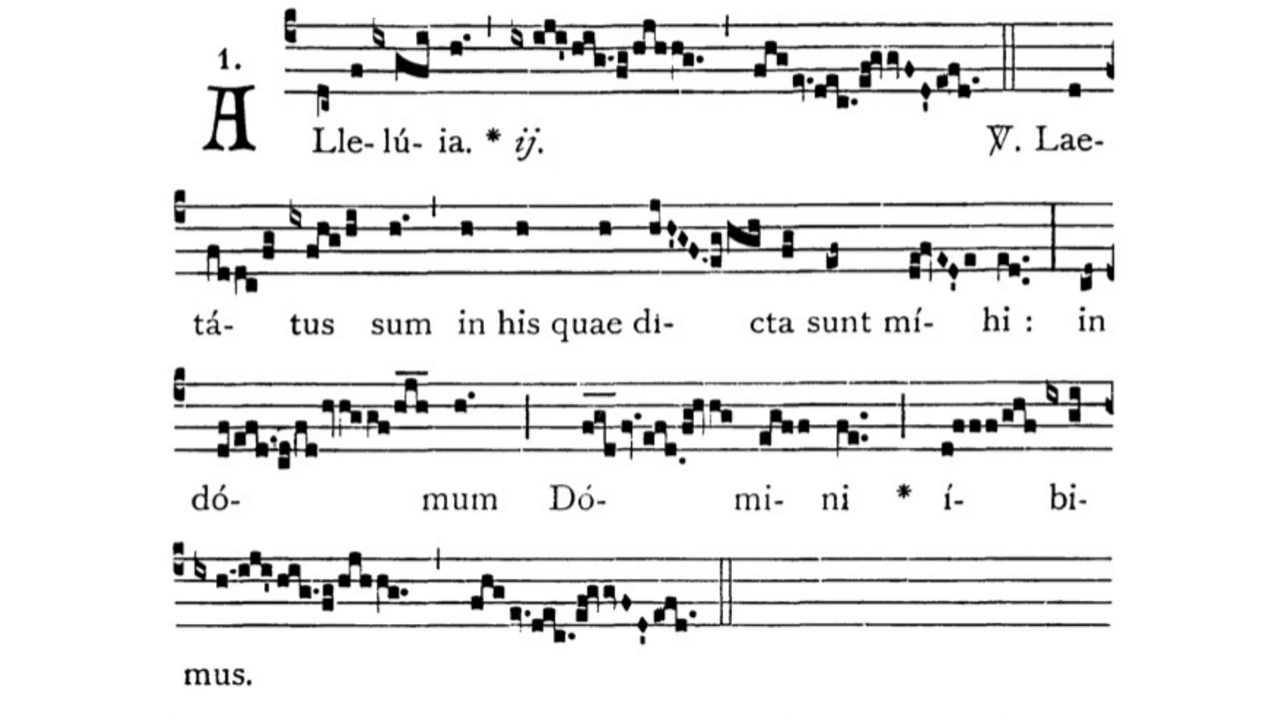 1.
A Lle- lú- ia. * ij. ℣. Lae-
tá- tus sum in his quae di- cta sunt mí- hi : in
dó- mum Dó- mi- ni * í- bi-
mus.